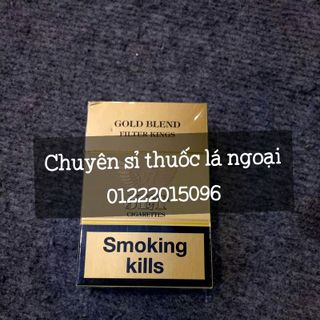 GOLD BLEND
FILTER KINGS
Chuyên sỉ thuốc lá ngoại
01222015096
CIGARETTES
Smoking
kills